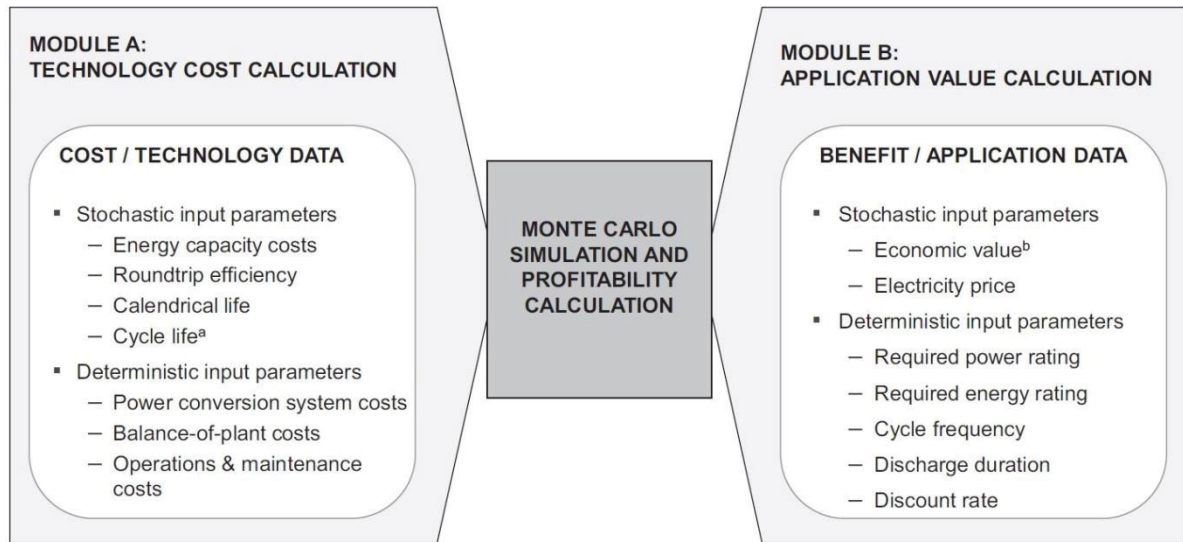 MODULE A:
TECHNOLOGY COST CALCULATION
COST / TECHNOLOGY DATA
▪ Stochastic input parameters
– Energy capacity costs
– Roundtrip efficiency
– Calendrical life
– Cycle lifeᵃ
▪ Deterministic input parameters
– Power conversion system costs
– Balance-of-plant costs
– Operations & maintenance
costs
MONTE CARLO
SIMULATION AND
PROFITABILITY
CALCULATION
MODULE B:
APPLICATION VALUE CALCULATION
BENEFIT / APPLICATION DATA
▪ Stochastic input parameters
– Economic valueᵇ
– Electricity price
▪ Deterministic input parameters
– Required power rating
– Required energy rating
– Cycle frequency
– Discharge duration
– Discount rate